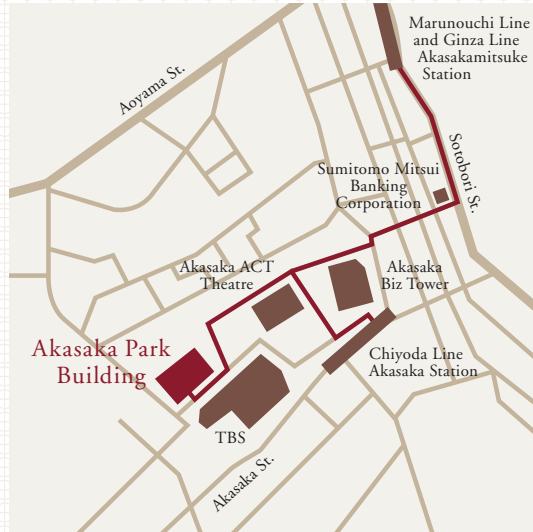 Marunouchi Line
and Ginza Line
Akasakamitsuke
Station
Aoyama St.
Sotobori St.
Sumitomo Mitsui
Banking
Corporation
Akasaka ACT
Theatre
Akasaka
Biz Tower
Akasaka Park
Building
Chiyoda Line
Akasaka Station
TBS
Akasaka St.